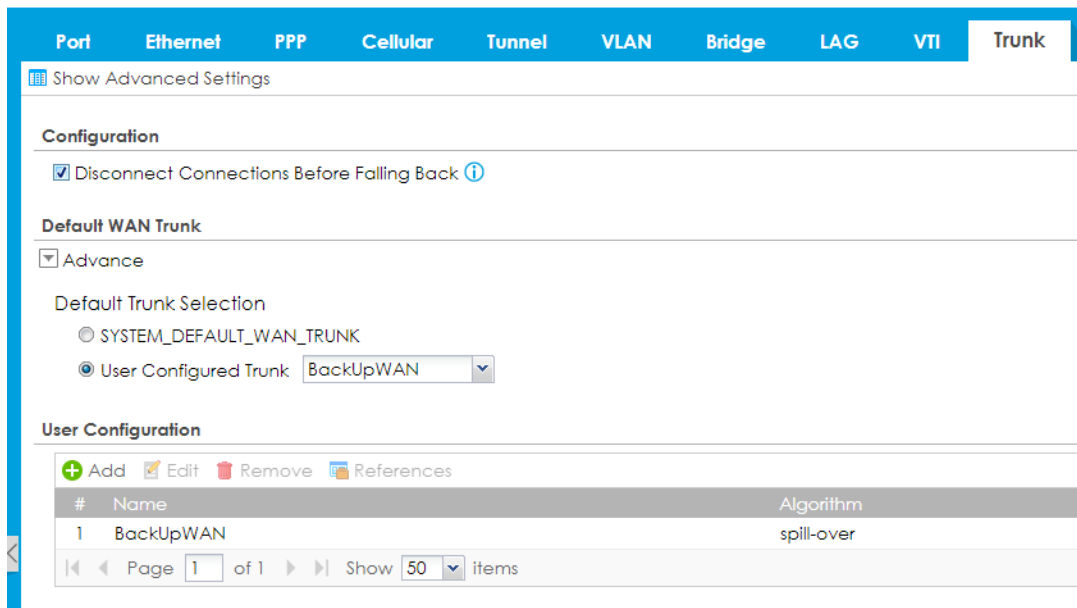 Port Ethernet PPP Cellular Tunnel VLAN Bridge LAG VTI Trunk
Show Advanced Settings
Configuration
Disconnect Connections Before Falling Back
Default WAN Trunk
Advance
Default Trunk Selection
SYSTEM_DEFAULT_WAN_TRUNK
User Configured Trunk BackUpWAN
User Configuration
Add Edit Remove References
# Name Algorithm
1 BackUpWAN spill-over
Page 1 of 1 Show 50 items